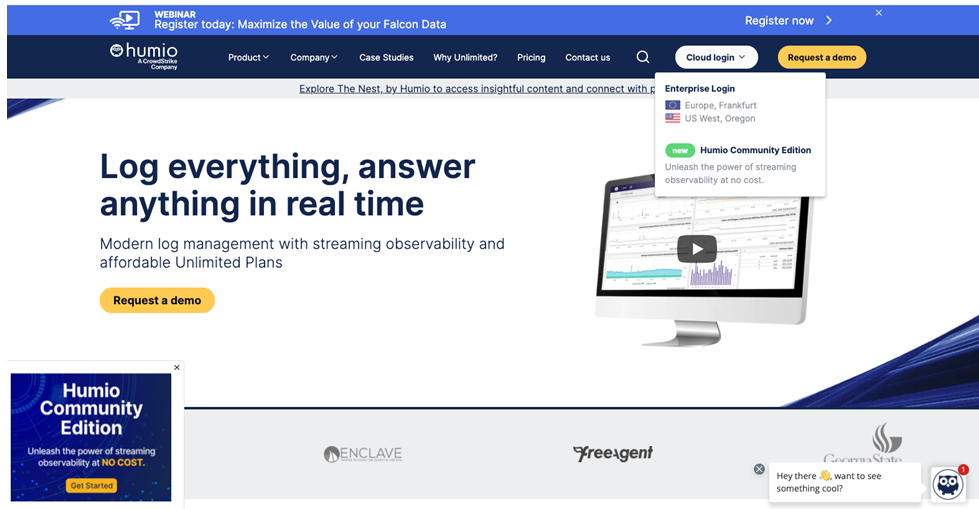 WEBINAR
Register today: Maximize the Value of your Falcon Data
Register now
humio
A CrowdStrike
Company
Product
Company
Case Studies
Why Unlimited?
Pricing
Contact us
Cloud login
Request a demo
Explore The Nest, by Humio to access insightful content and connect with
Enterprise Login
Europe, Frankfurt
US West, Oregon
new Humio Community Edition
Unleash the power of streaming
observability at no cost.
Log everything, answer
anything in real time
Modern log management with streaming observability and
affordable Unlimited Plans
Request a demo
Humio
Community
Edition
Unleash the power of streaming
observability at NO COST.
Get Started
ENCLAVE
FreeAgent
GeorgiaState
Hey there 👋, want to see
something cool?
1